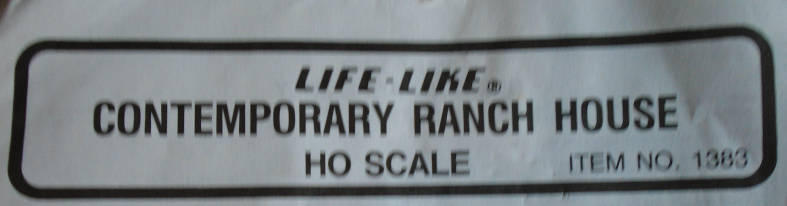 LIFE-LIKE®
CONTEMPORARY RANCH HOUSE
HO SCALE ITEM NO. 1383